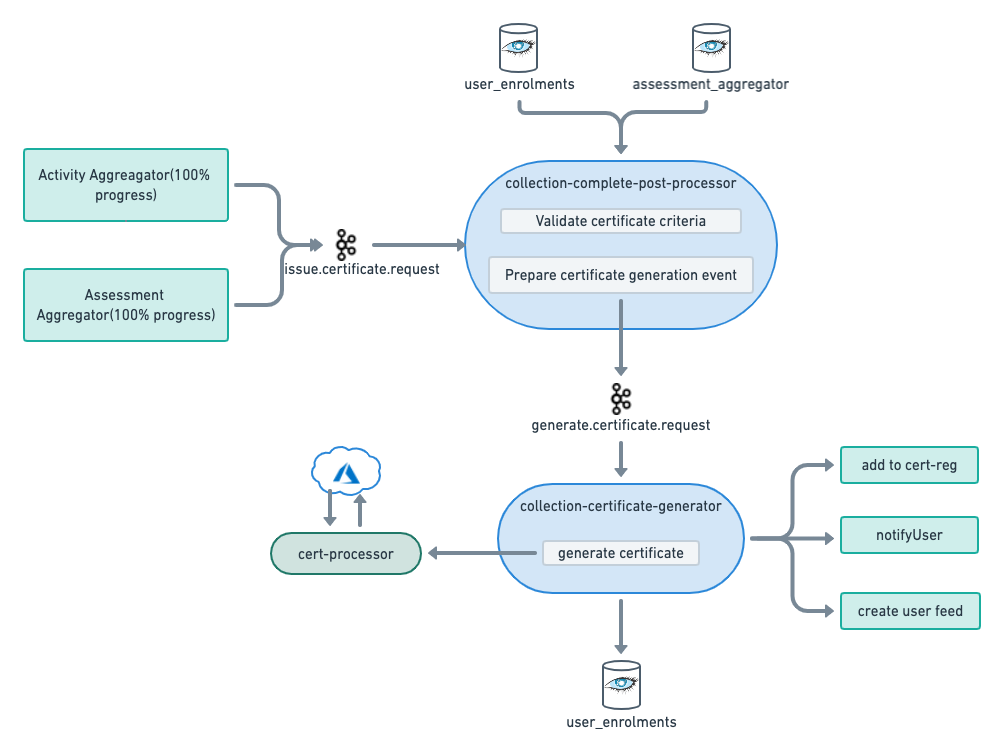 user_enrolments
assessment_aggregator
Activity Aggreagator(100%
progress)
collection-complete-post-processor
Validate certificate criteria
issue.certificate.request
Prepare certificate generation event
Assessment
Aggregator(100% progress)
generate.certificate.request
add to cert-reg
collection-certificate-generator
notifyUser
cert-processor
generate certificate
create user feed
user_enrolments